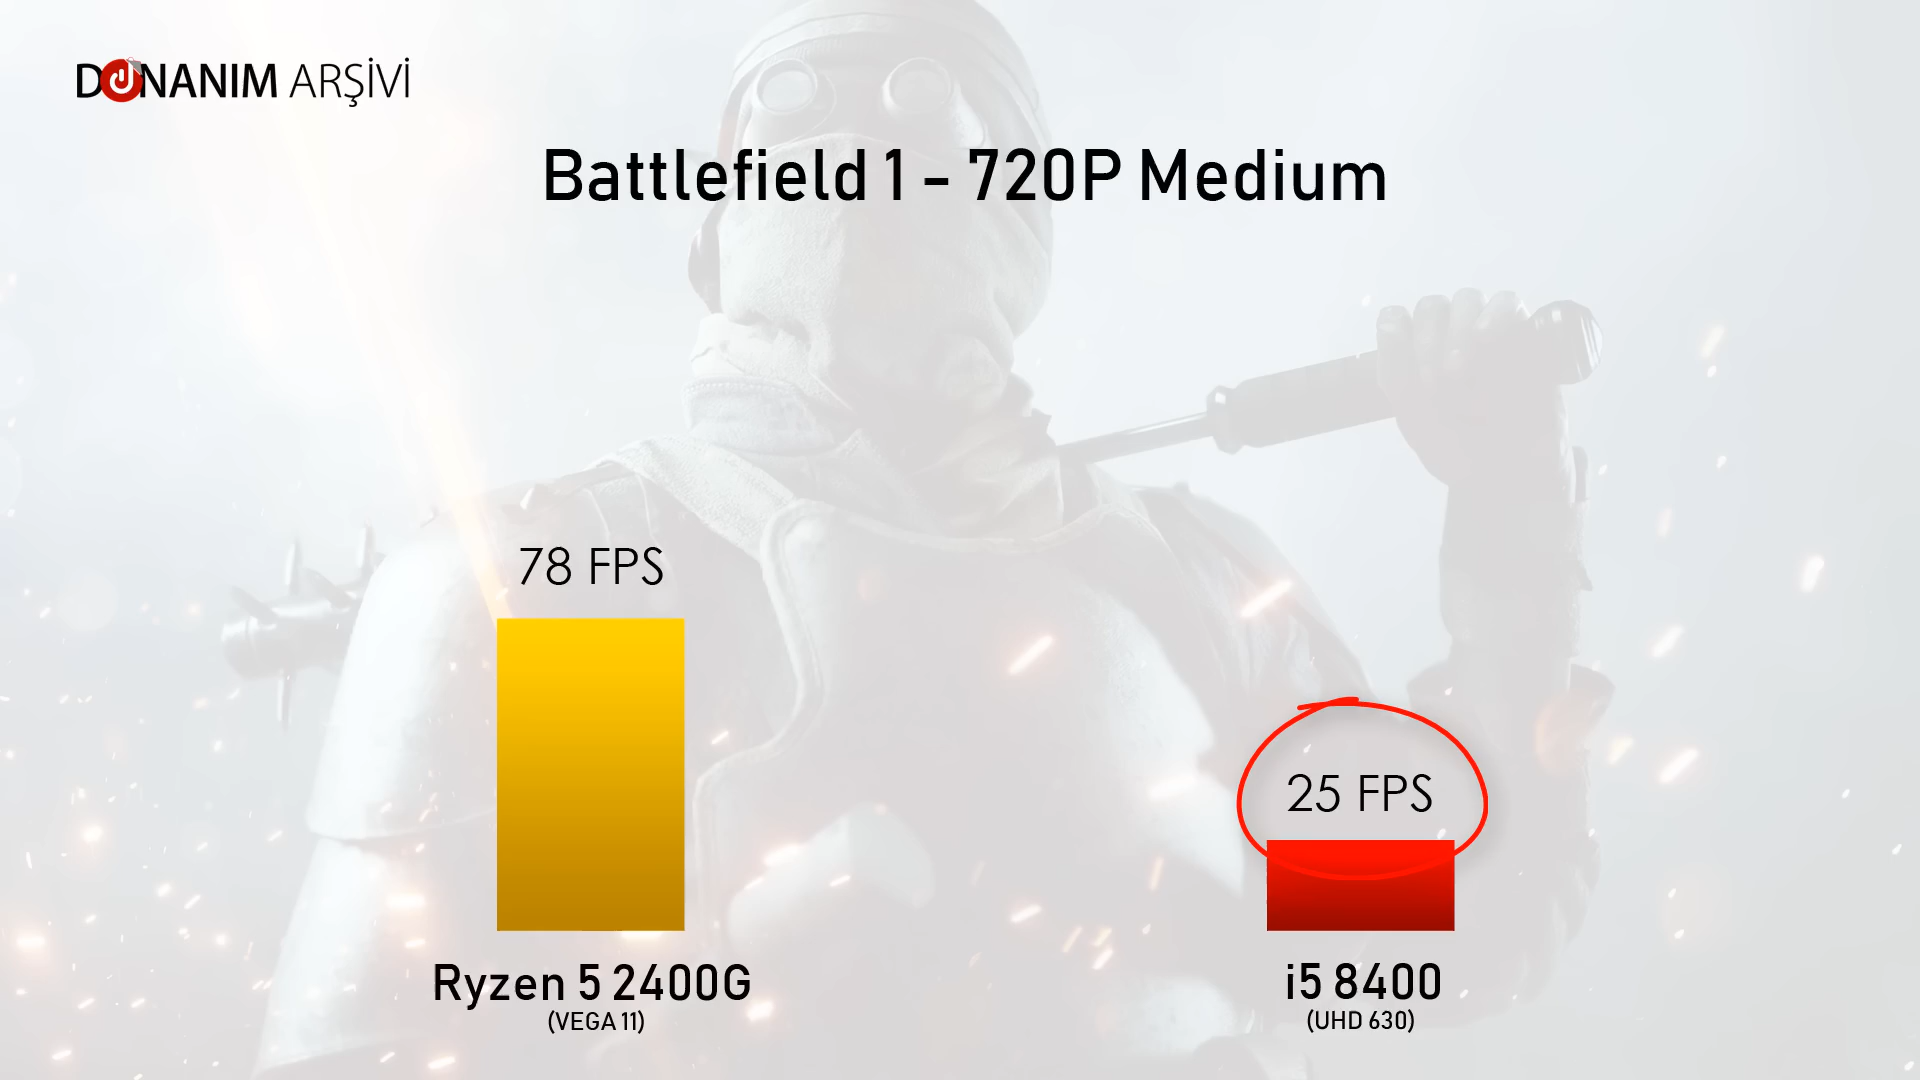 DONANIM ARŞİVİ
Battlefield 1 - 720P Medium
78 FPS
25 FPS
Ryzen 5 2400G
(VEGA 11)
i5 8400
(UHD 630)